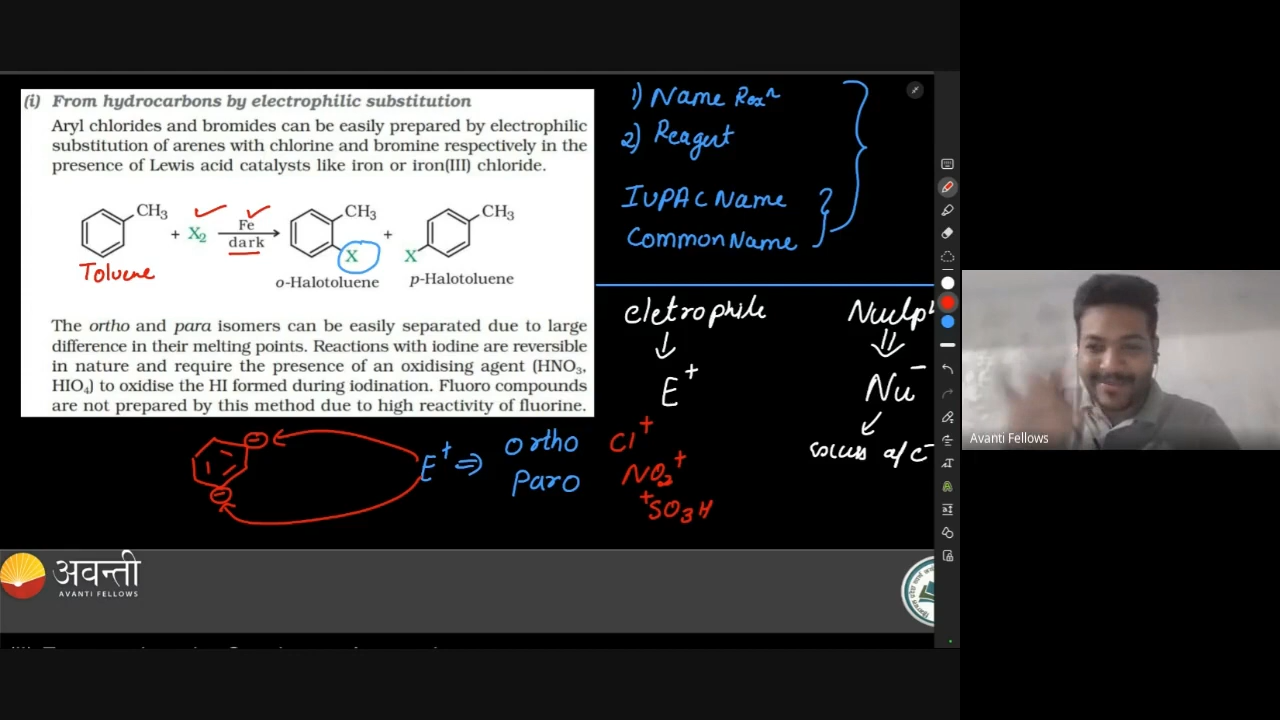 (i) From hydrocarbons by electrophilic substitution
Aryl chlorides and bromides can be easily prepared by electrophilic
substitution of arenes with chlorine and bromine respectively in the
presence of Lewis acid catalysts like iron or iron(III) chloride.
CH₃ + X₂ Fe dark CH₃ X + CH₃ X
Toluene
o-Halotoluene p-Halotoluene
The ortho and para isomers can be easily separated due to large
difference in their melting points. Reactions with iodine are reversible
in nature and require the presence of an oxidising agent (HNO₃,
HIO₄) to oxidise the HI formed during iodination. Fluoro compounds
are not prepared by this method due to high reactivity of fluorine.
1) Name Rexⁿ
2) Reagent
IUPAC Name
Common Name
eletrophile
E⁺
Nu⁻
E⁺ ⇒ ortho
Para
Cl⁺
NO₂⁺
⁺SO₃H
Avanti Fellows
अवन्ती
AVANTI FELLOWS